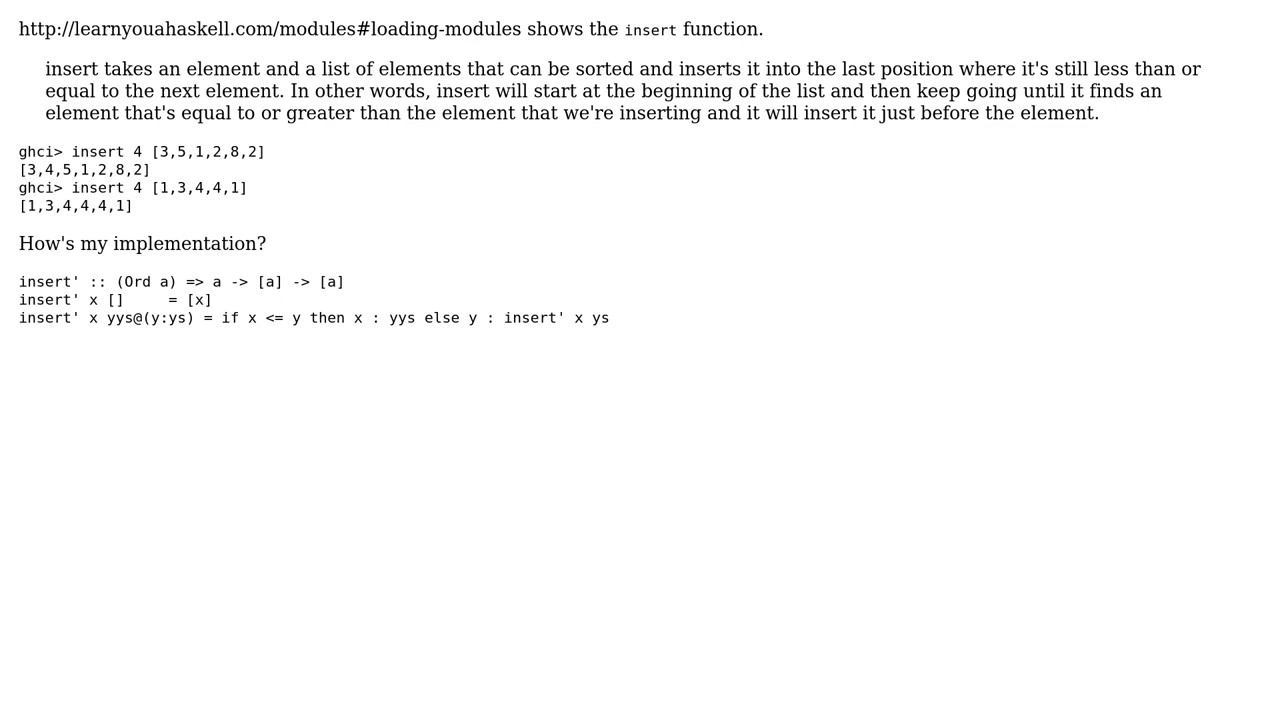 http://learnyouahaskell.com/modules#loading-modules shows the insert function.
insert takes an element and a list of elements that can be sorted and inserts it into the last position where it's still less than or
equal to the next element. In other words, insert will start at the beginning of the list and then keep going until it finds an
element that's equal to or greater than the element that we're inserting and it will insert it just before the element.
ghci> insert 4 [3,5,1,2,8,2]
[3,4,5,1,2,8,2]
ghci> insert 4 [1,3,4,4,1]
[1,3,4,4,4,1]
How's my implementation?
insert' :: (Ord a) => a -> [a] -> [a]
insert' x []     = [x]
insert' x yys@(y:ys) = if x <= y then x : yys else y : insert' x ys